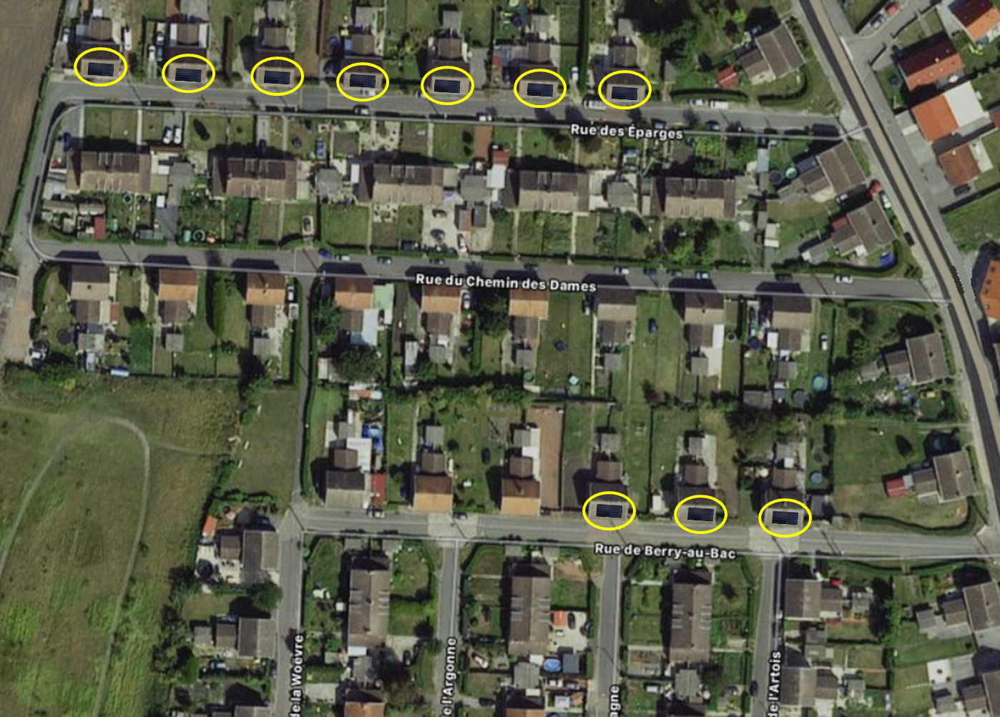 Rue des Éparges
Rue du Chemin des Dames
Rue de Berry-au-Bac
de la Woëvre
e l'Argonne
agne
de l'Artois